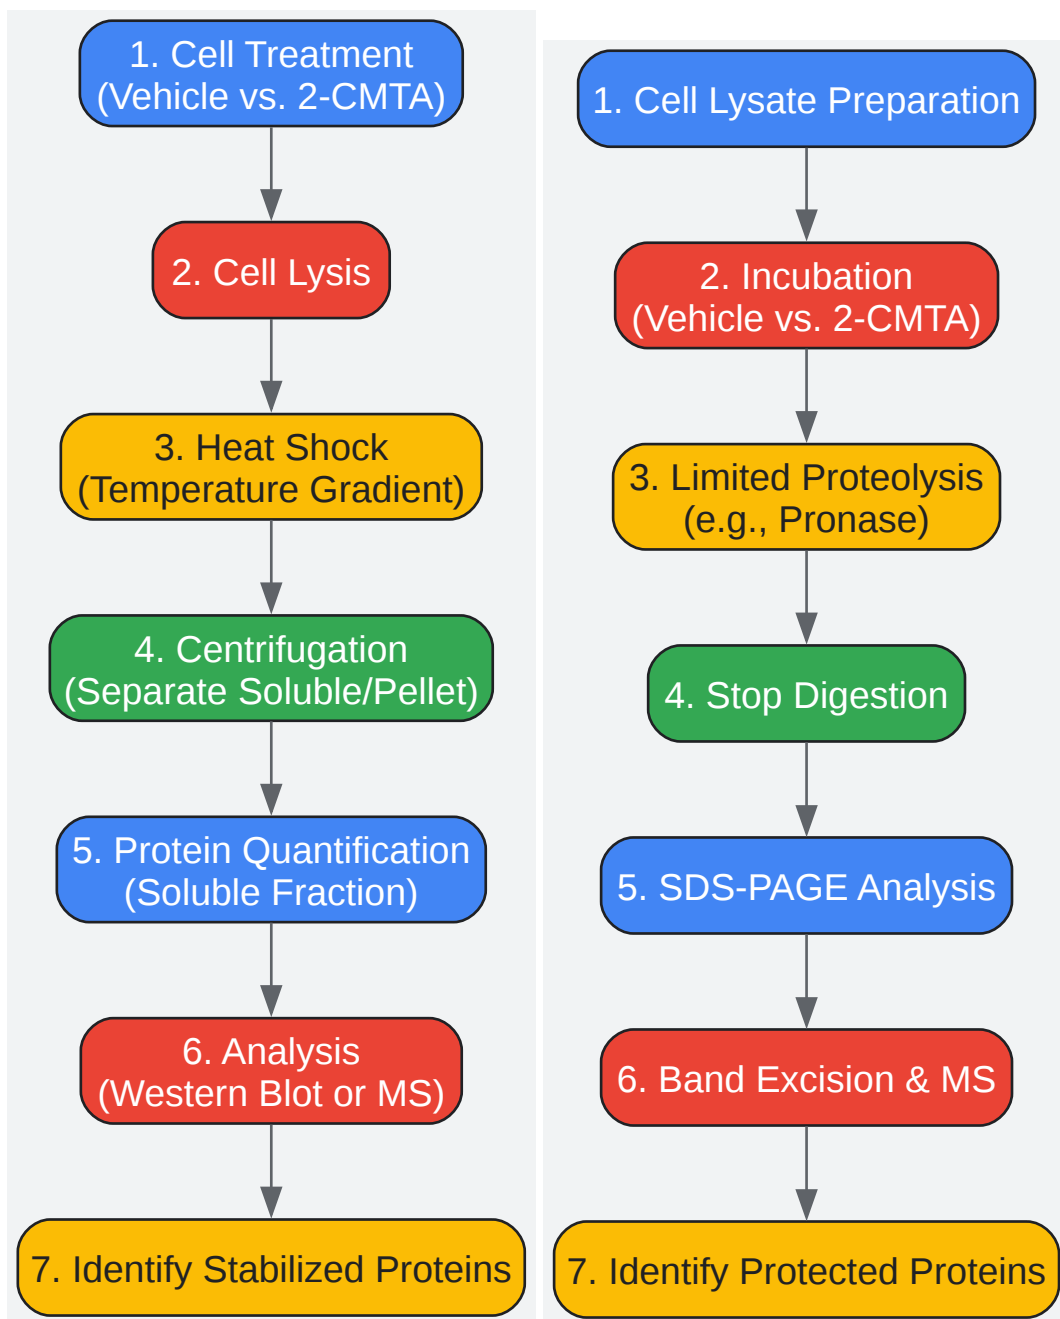 1. Cell Treatment
(Vehicle vs. 2-CMTA)
2. Cell Lysis
3. Heat Shock
(Temperature Gradient)
4. Centrifugation
(Separate Soluble/Pellet)
5. Protein Quantification
(Soluble Fraction)
6. Analysis
(Western Blot or MS)
7. Identify Stabilized Proteins
1. Cell Lysate Preparation
2. Incubation
(Vehicle vs. 2-CMTA)
3. Limited Proteolysis
(e.g., Pronase)
4. Stop Digestion
5. SDS-PAGE Analysis
6. Band Excision & MS
7. Identify Protected Proteins